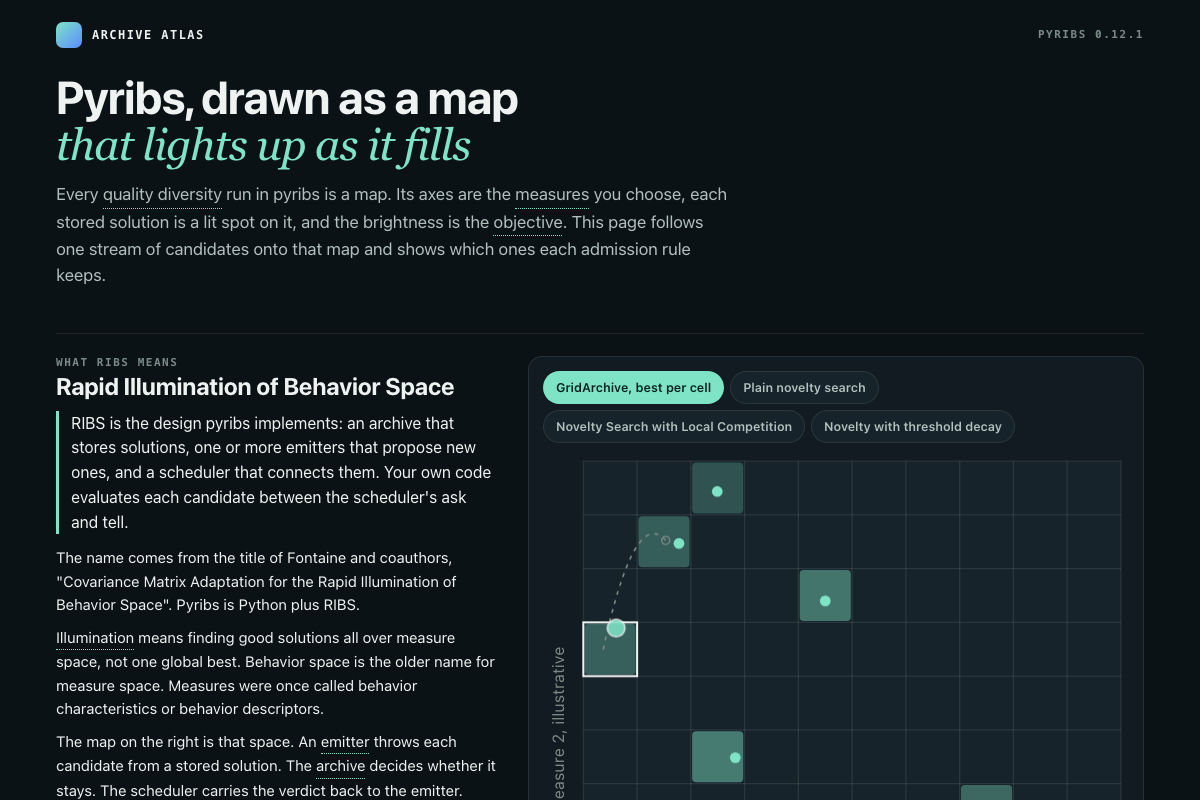 ARCHIVE ATLAS
PYRIBS 0.12.1
Pyribs, drawn as a map
that lights up as it fills
Every quality diversity run in pyribs is a map. Its axes are the measures you choose, each
stored solution is a lit spot on it, and the brightness is the objective. This page follows
one stream of candidates onto that map and shows which ones each admission rule
keeps.
WHAT RIBS MEANS
Rapid Illumination of Behavior Space
RIBS is the design pyribs implements: an archive that
stores solutions, one or more emitters that propose new
ones, and a scheduler that connects them. Your own code
evaluates each candidate between the scheduler's ask
and tell.
The name comes from the title of Fontaine and coauthors,
"Covariance Matrix Adaptation for the Rapid Illumination of
Behavior Space". Pyribs is Python plus RIBS.
Illumination means finding good solutions all over measure
space, not one global best. Behavior space is the older name for
measure space. Measures were once called behavior
characteristics or behavior descriptors.
The map on the right is that space. An emitter throws each
candidate from a stored solution. The archive decides whether it
stays. The scheduler carries the verdict back to the emitter.
GridArchive, best per cell
Plain novelty search
Novelty Search with Local Competition
Novelty with threshold decay
easure 2, illustrative